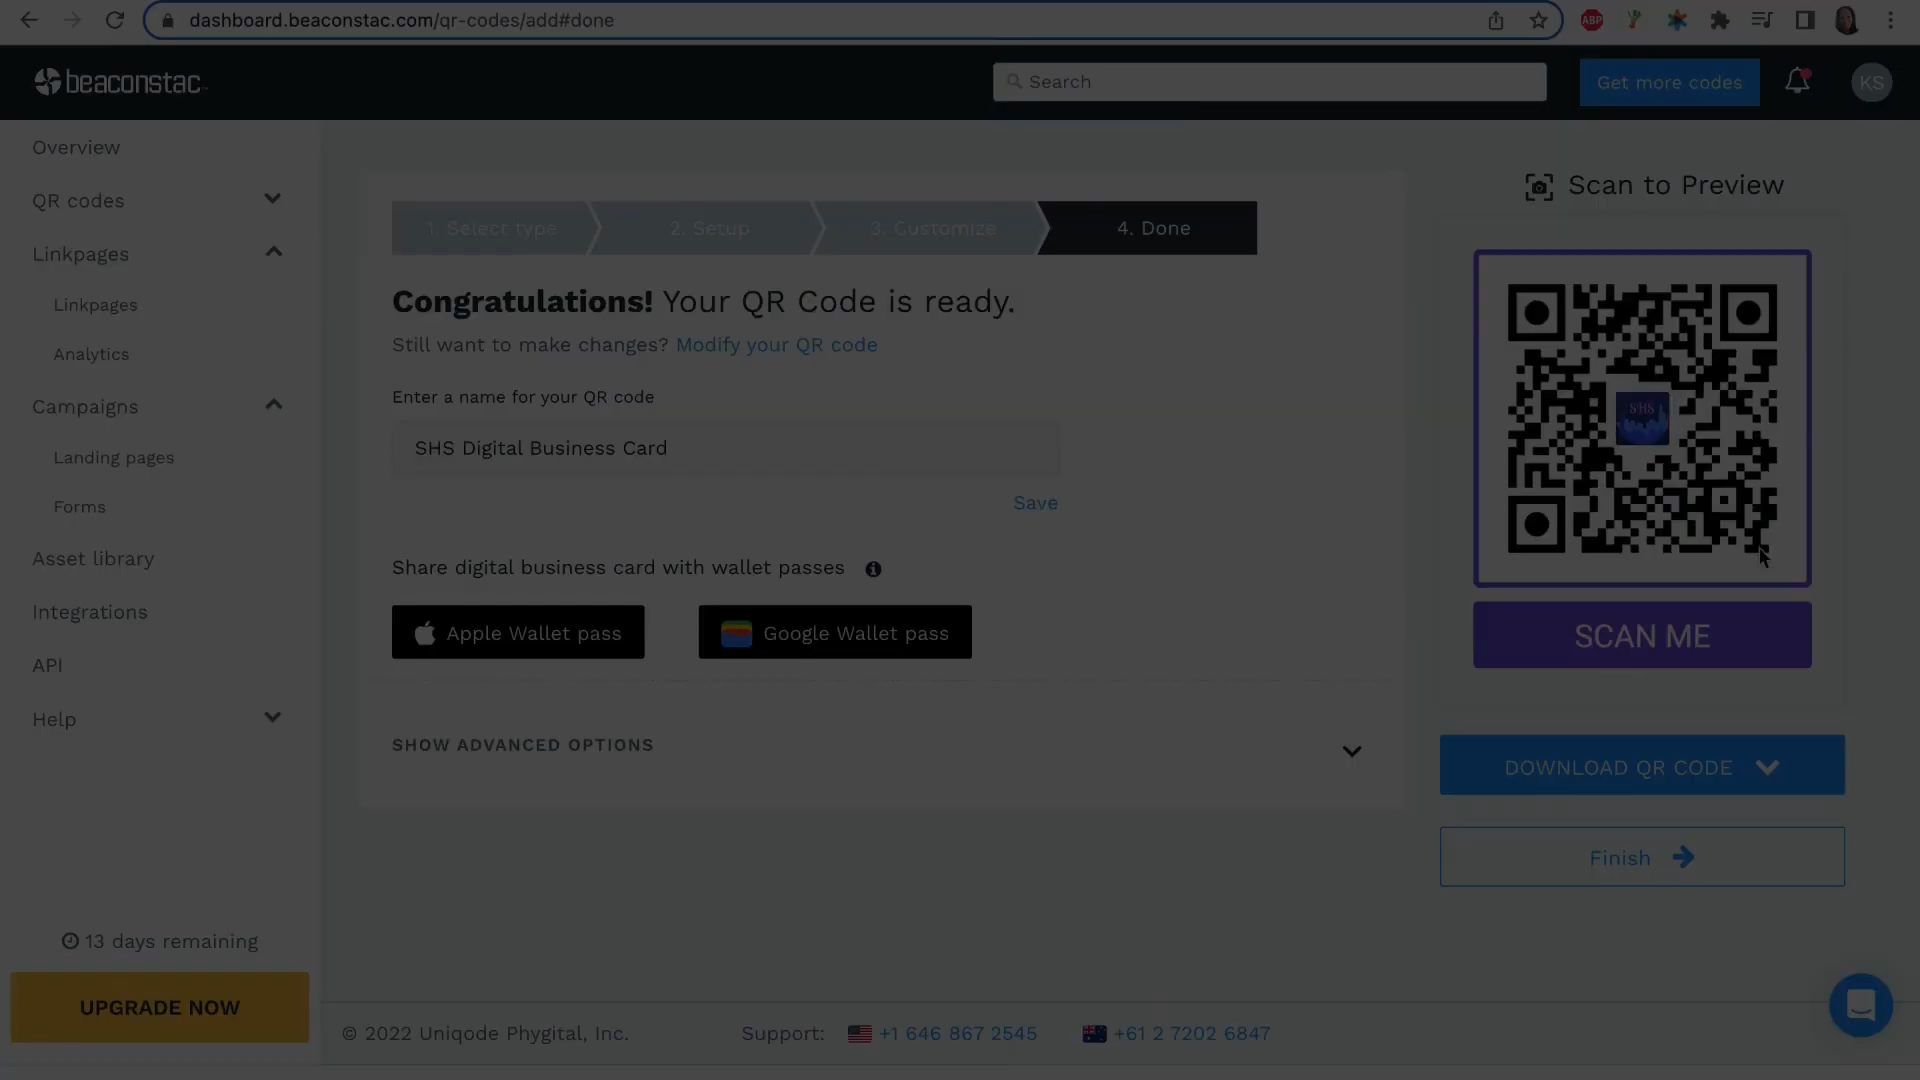 dashboard.beaconstac.com/qr-codes/add#done
ABP
beaconstac
Search
Get more codes
KS
Overview
QR codes
Linkpages
Linkpages
Analytics
Campaigns
Landing pages
Forms
Asset library
Integrations
API
Help
13 days remaining
UPGRADE NOW
1. Select type
2. Setup
3. Customize
4. Done
Congratulations! Your QR Code is ready.
Still want to make changes? Modify your QR code
Enter a name for your QR code
SHS Digital Business Card
Save
Share digital business card with wallet passes
Apple Wallet pass
Google Wallet pass
SHOW ADVANCED OPTIONS
Scan to Preview
SHS
SCAN ME
DOWNLOAD QR CODE
Finish
© 2022 Uniqode Phygital, Inc.
Support: +1 646 867 2545
+61 2 7202 6847